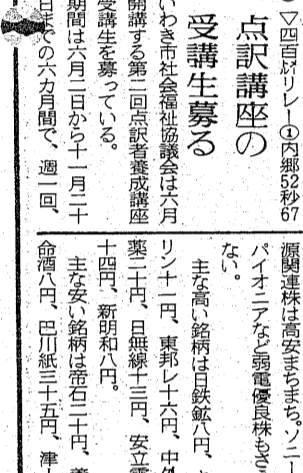 ▽四百㍍リレー①内郷52秒67
点訳講座の
受講生募る
いわき市社会福祉協議会は六月
開講する第二回点訳者養成講座
受講生を募っている。
期間は六月二日から十一月二十
日までの六カ月間で、週一回、
源関連株は高安まちまち。ソニー
パイオニアなど弱電優良株もさ
ない。
主な高い銘柄は日鉄鉱八円、
リン十一円、東邦レ十六円、中外
薬二十円、日無線十三円、安立電
十四円、新明和八円。
主な安い銘柄は帝石二十円、
命酒八円、巴川紙三十五円、津